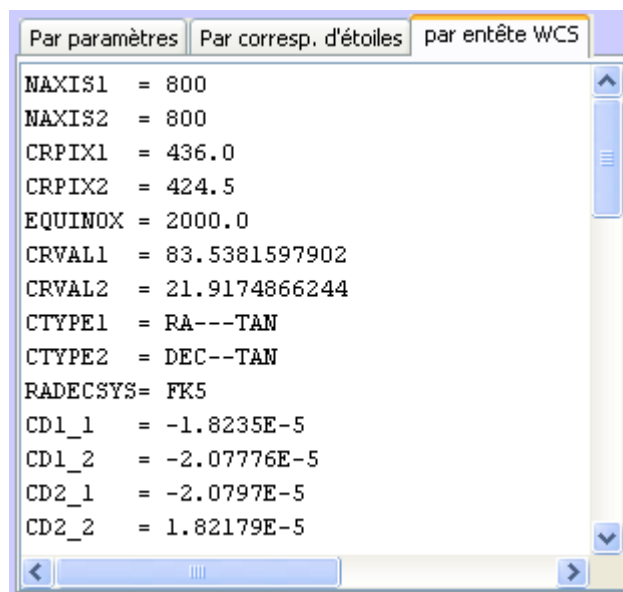 Par paramètres Par corresp. d'étoiles par entête WCS
NAXIS1 = 800
NAXIS2 = 800
CRPIX1 = 436.0
CRPIX2 = 424.5
EQUINOX = 2000.0
CRVAL1 = 83.5381597902
CRVAL2 = 21.9174866244
CTYPE1 = RA---TAN
CTYPE2 = DEC--TAN
RADECSYS= FK5
CD1_1 = -1.8235E-5
CD1_2 = -2.07776E-5
CD2_1 = -2.0797E-5
CD2_2 = 1.82179E-5